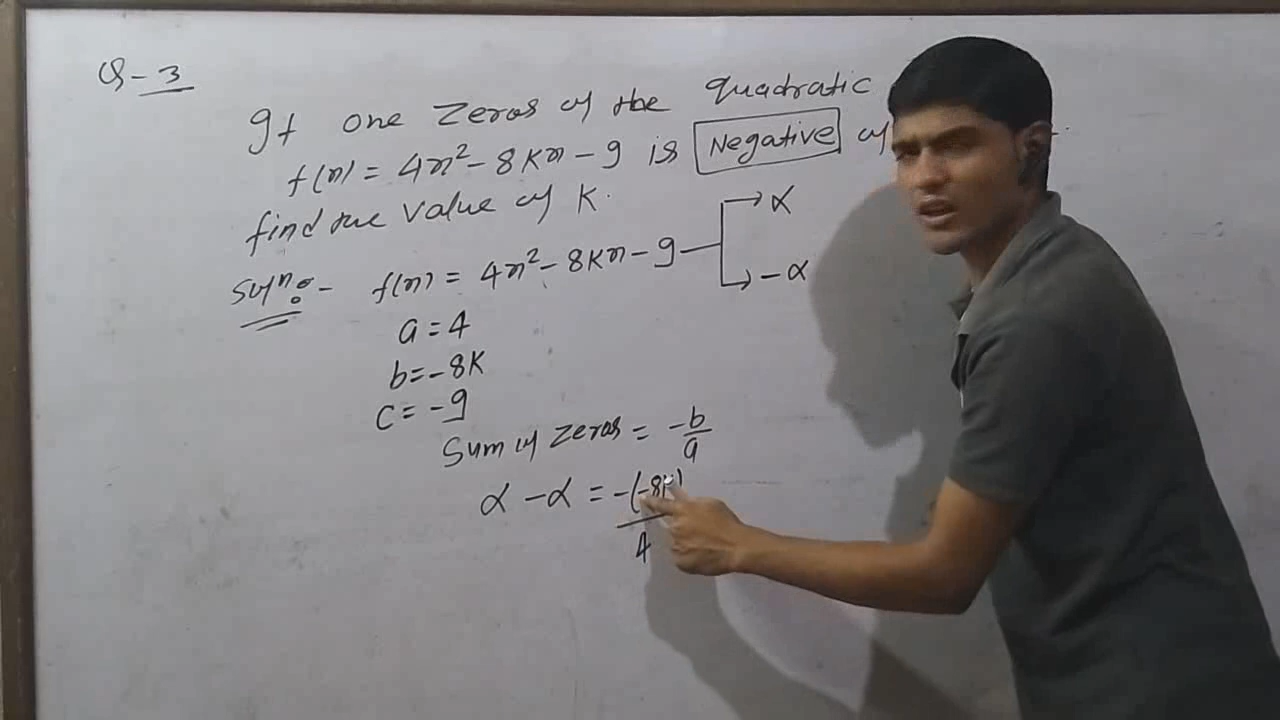 Q-3
If one zeros of the quadratic
f(x) = 4x² - 8kx - 9 is Negative of
find the value of k.
Solⁿ:- f(x) = 4x² - 8kx - 9 → α
→ -α
a = 4
b = -8k
c = -9
Sum of zeros = -b/a
α - α = -(-8k)/4